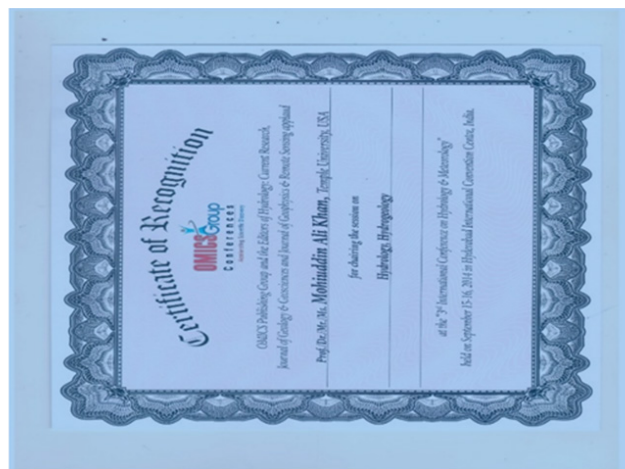 Certificate of Recognition
OMICS Group
Conferences
Accelerating Scientific Discovery
OMICS Publishing Group and the Editors of Hydrology: Current Research,
Journal of Geology & Geosciences and Journal of Geophysics & Remote Sensing applaud
Prof./Dr./Mr./Ms. Mohiuddin Ali Khan, Temple University, USA
for chairing the session on
Hydrology, Hydrogeology
at the "3rd International Conference on Hydrology & Meteorology"
held on September 15-16, 2014 in Hyderabad International Convention Centre, India.